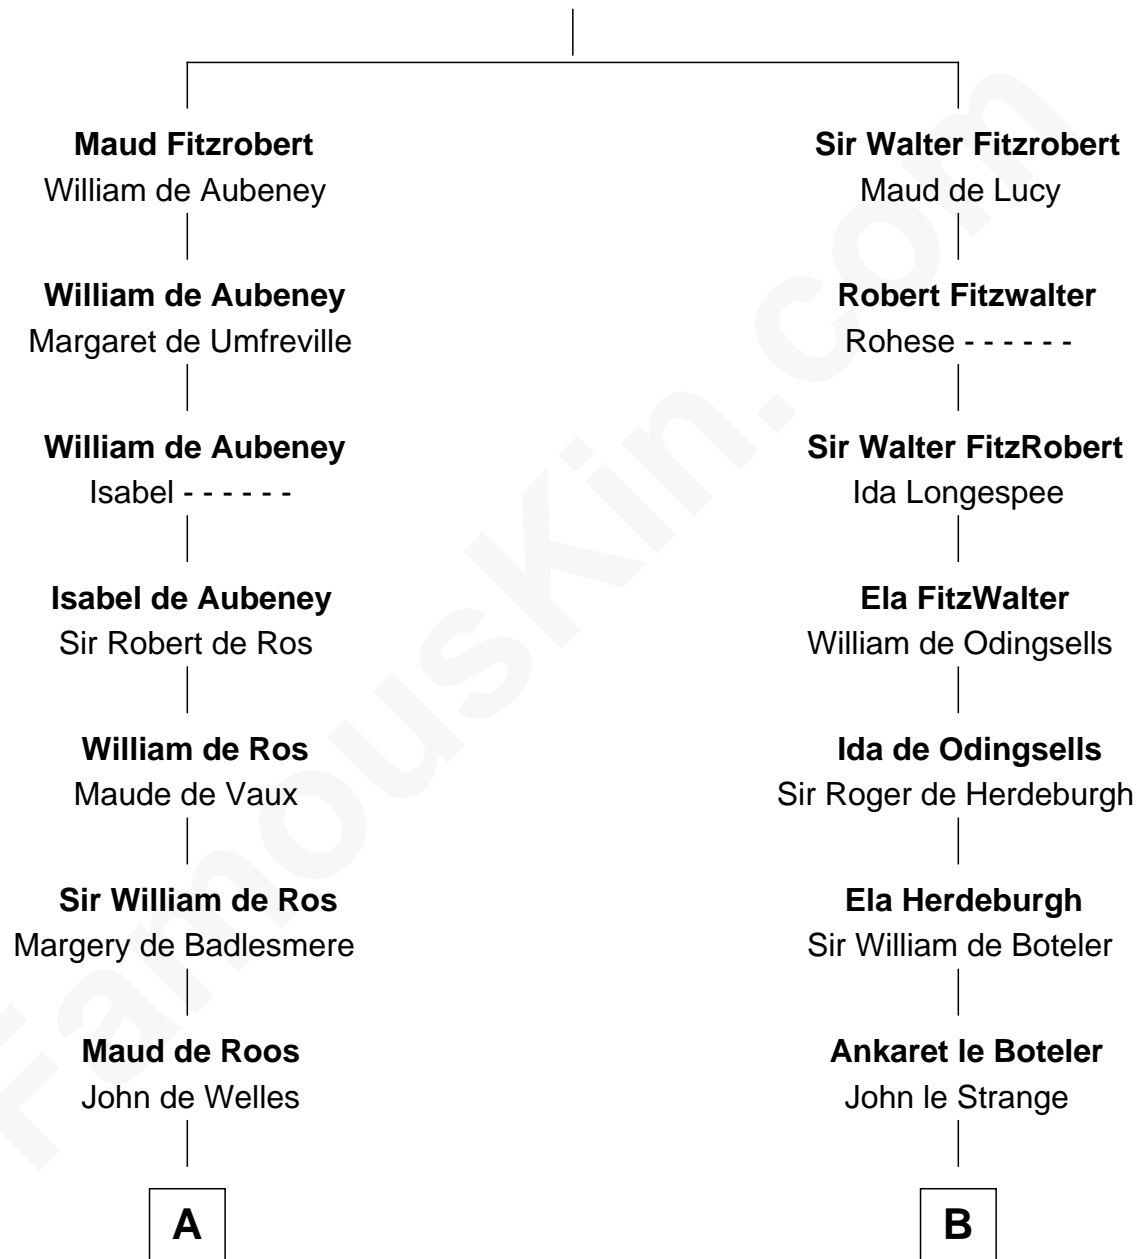 Maud Fitzrobert
William de Aubeney
William de Aubeney
Margaret de Umfreville
William de Aubeney
Isabel - - - - - -
Isabel de Aubeney
Sir Robert de Ros
William de Ros
Maude de Vaux
Sir William de Ros
Margery de Badlesmere
Maud de Roos
John de Welles
A
Sir Walter Fitzrobert
Maud de Lucy
Robert Fitzwalter
Rohese - - - - - -
Sir Walter FitzRobert
Ida Longespee
Ela FitzWalter
William de Odingsells
Ida de Odingsells
Sir Roger de Herdeburgh
Ela Herdeburgh
Sir William de Boteler
Ankaret le Boteler
John le Strange
B
FamousKin.com